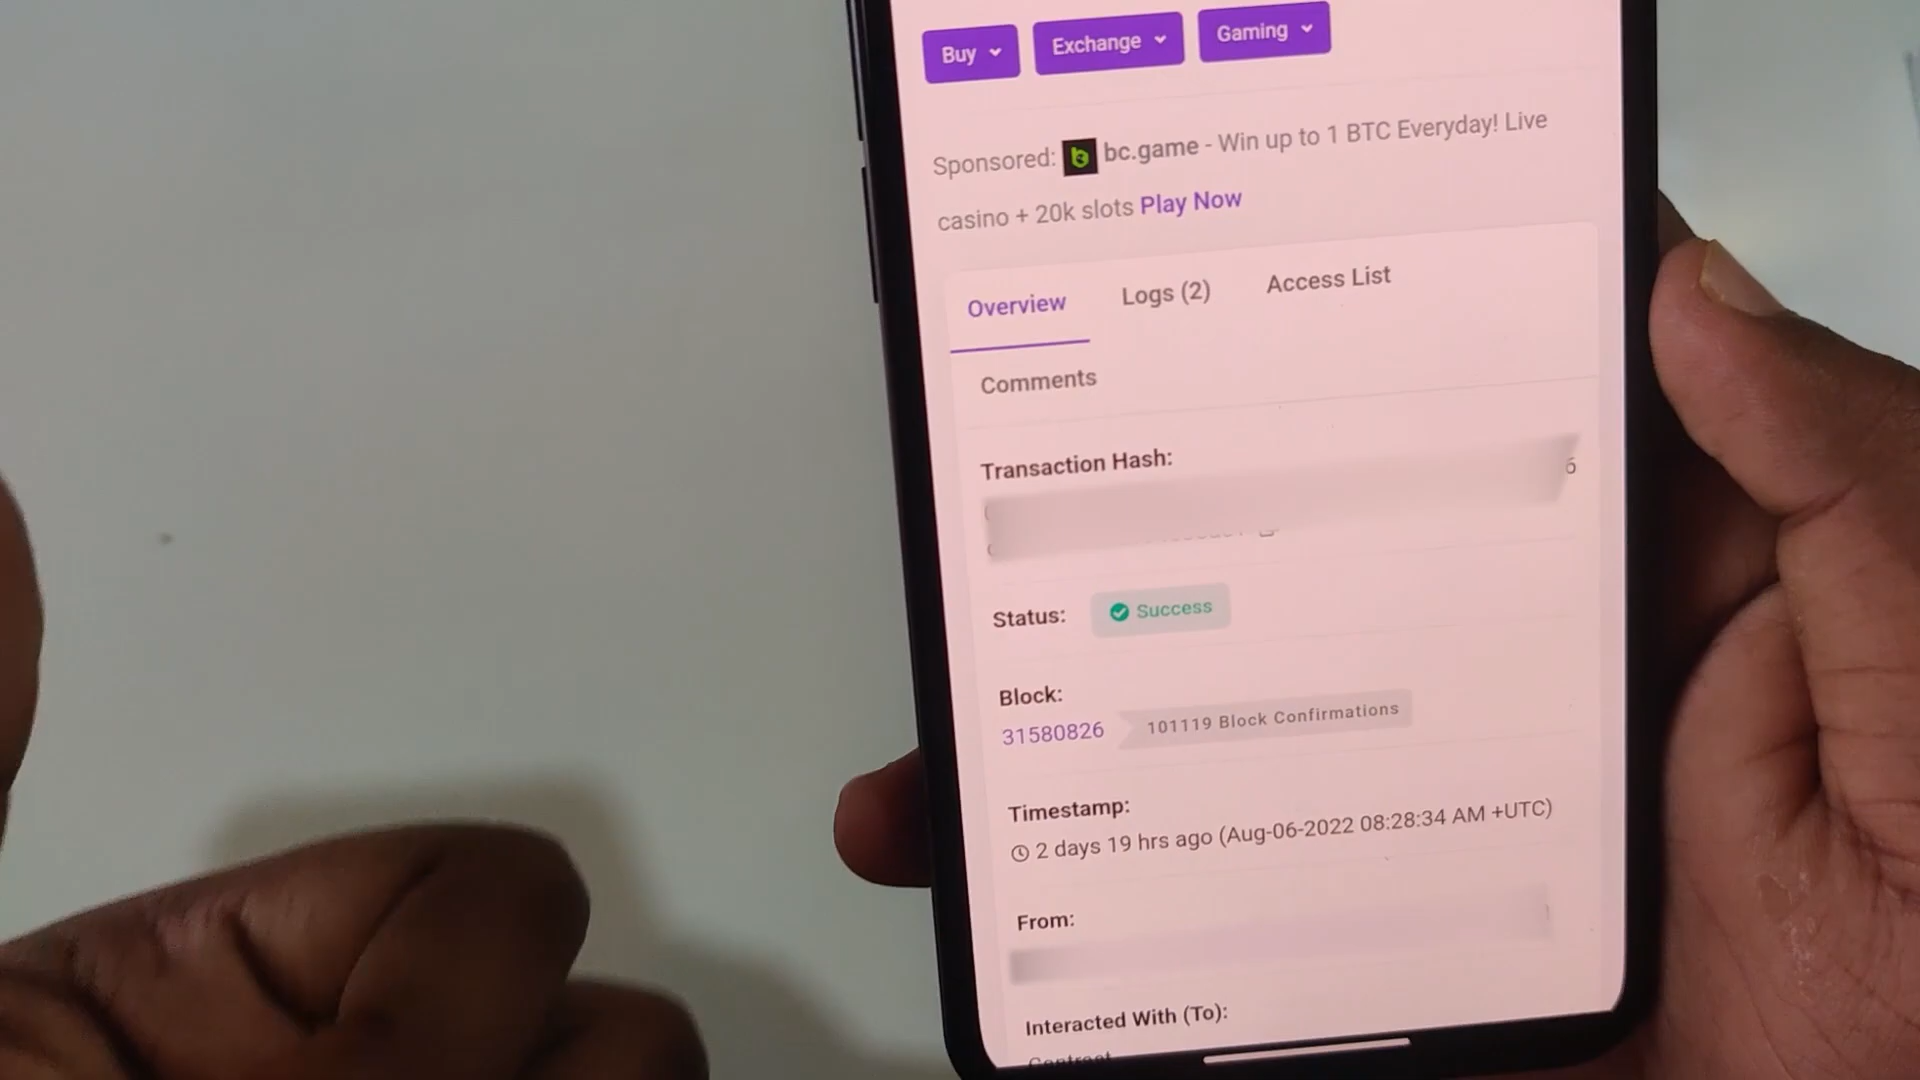 Buy Exchange Gaming
Sponsored: bc.game - Win up to 1 BTC Everyday! Live
casino + 20k slots Play Now
Overview Logs (2) Access List
Comments
Transaction Hash:
6
Status: Success
Block:
31580826 101119 Block Confirmations
Timestamp:
2 days 19 hrs ago (Aug-06-2022 08:28:34 AM +UTC)
From:
Interacted With (To):
Contract